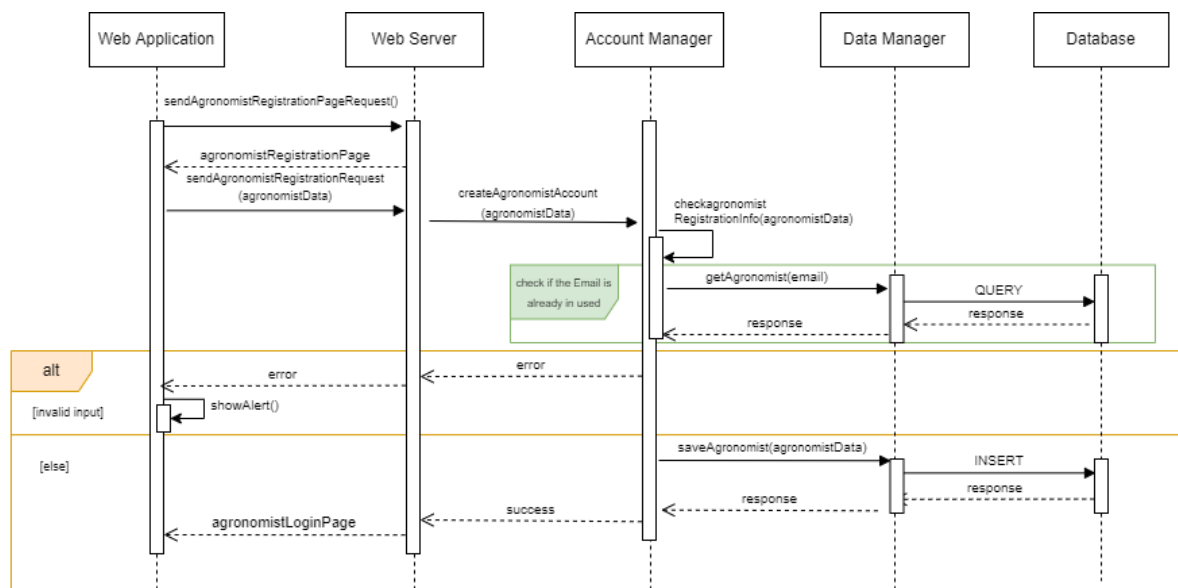 Web Application
Web Server
Account Manager
Data Manager
Database
sendAgronomistRegistrationPageRequest()
agronomistRegistrationPage
sendAgronomistRegistrationRequest
(agronomistData)
createAgronomistAccount
(agronomistData)
checkagronomist
RegistrationInfo(agronomistData)
check if the Email is
already in used
getAgronomist(email)
QUERY
response
response
alt
error
error
[invalid input]
showAlert()
[else]
saveAgronomist(agronomistData)
INSERT
response
response
success
agronomistLoginPage